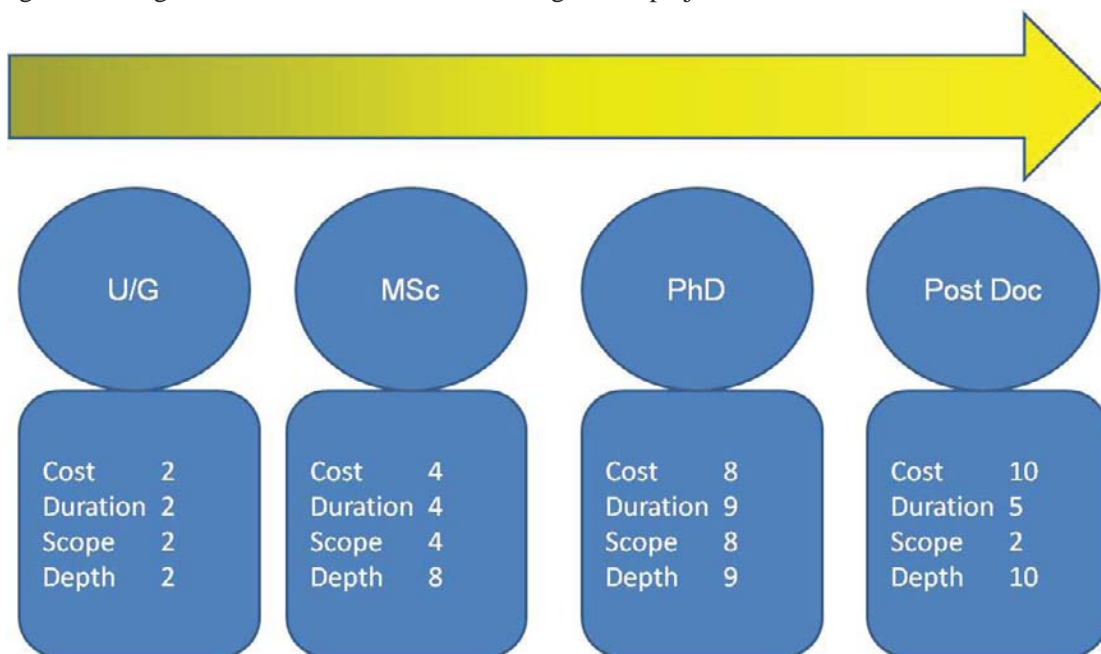 U/G
MSc
PhD
Post Doc
Cost 2
Duration 2
Scope 2
Depth 2
Cost 4
Duration 4
Scope 4
Depth 8
Cost 8
Duration 9
Scope 8
Depth 9
Cost 10
Duration 5
Scope 2
Depth 10